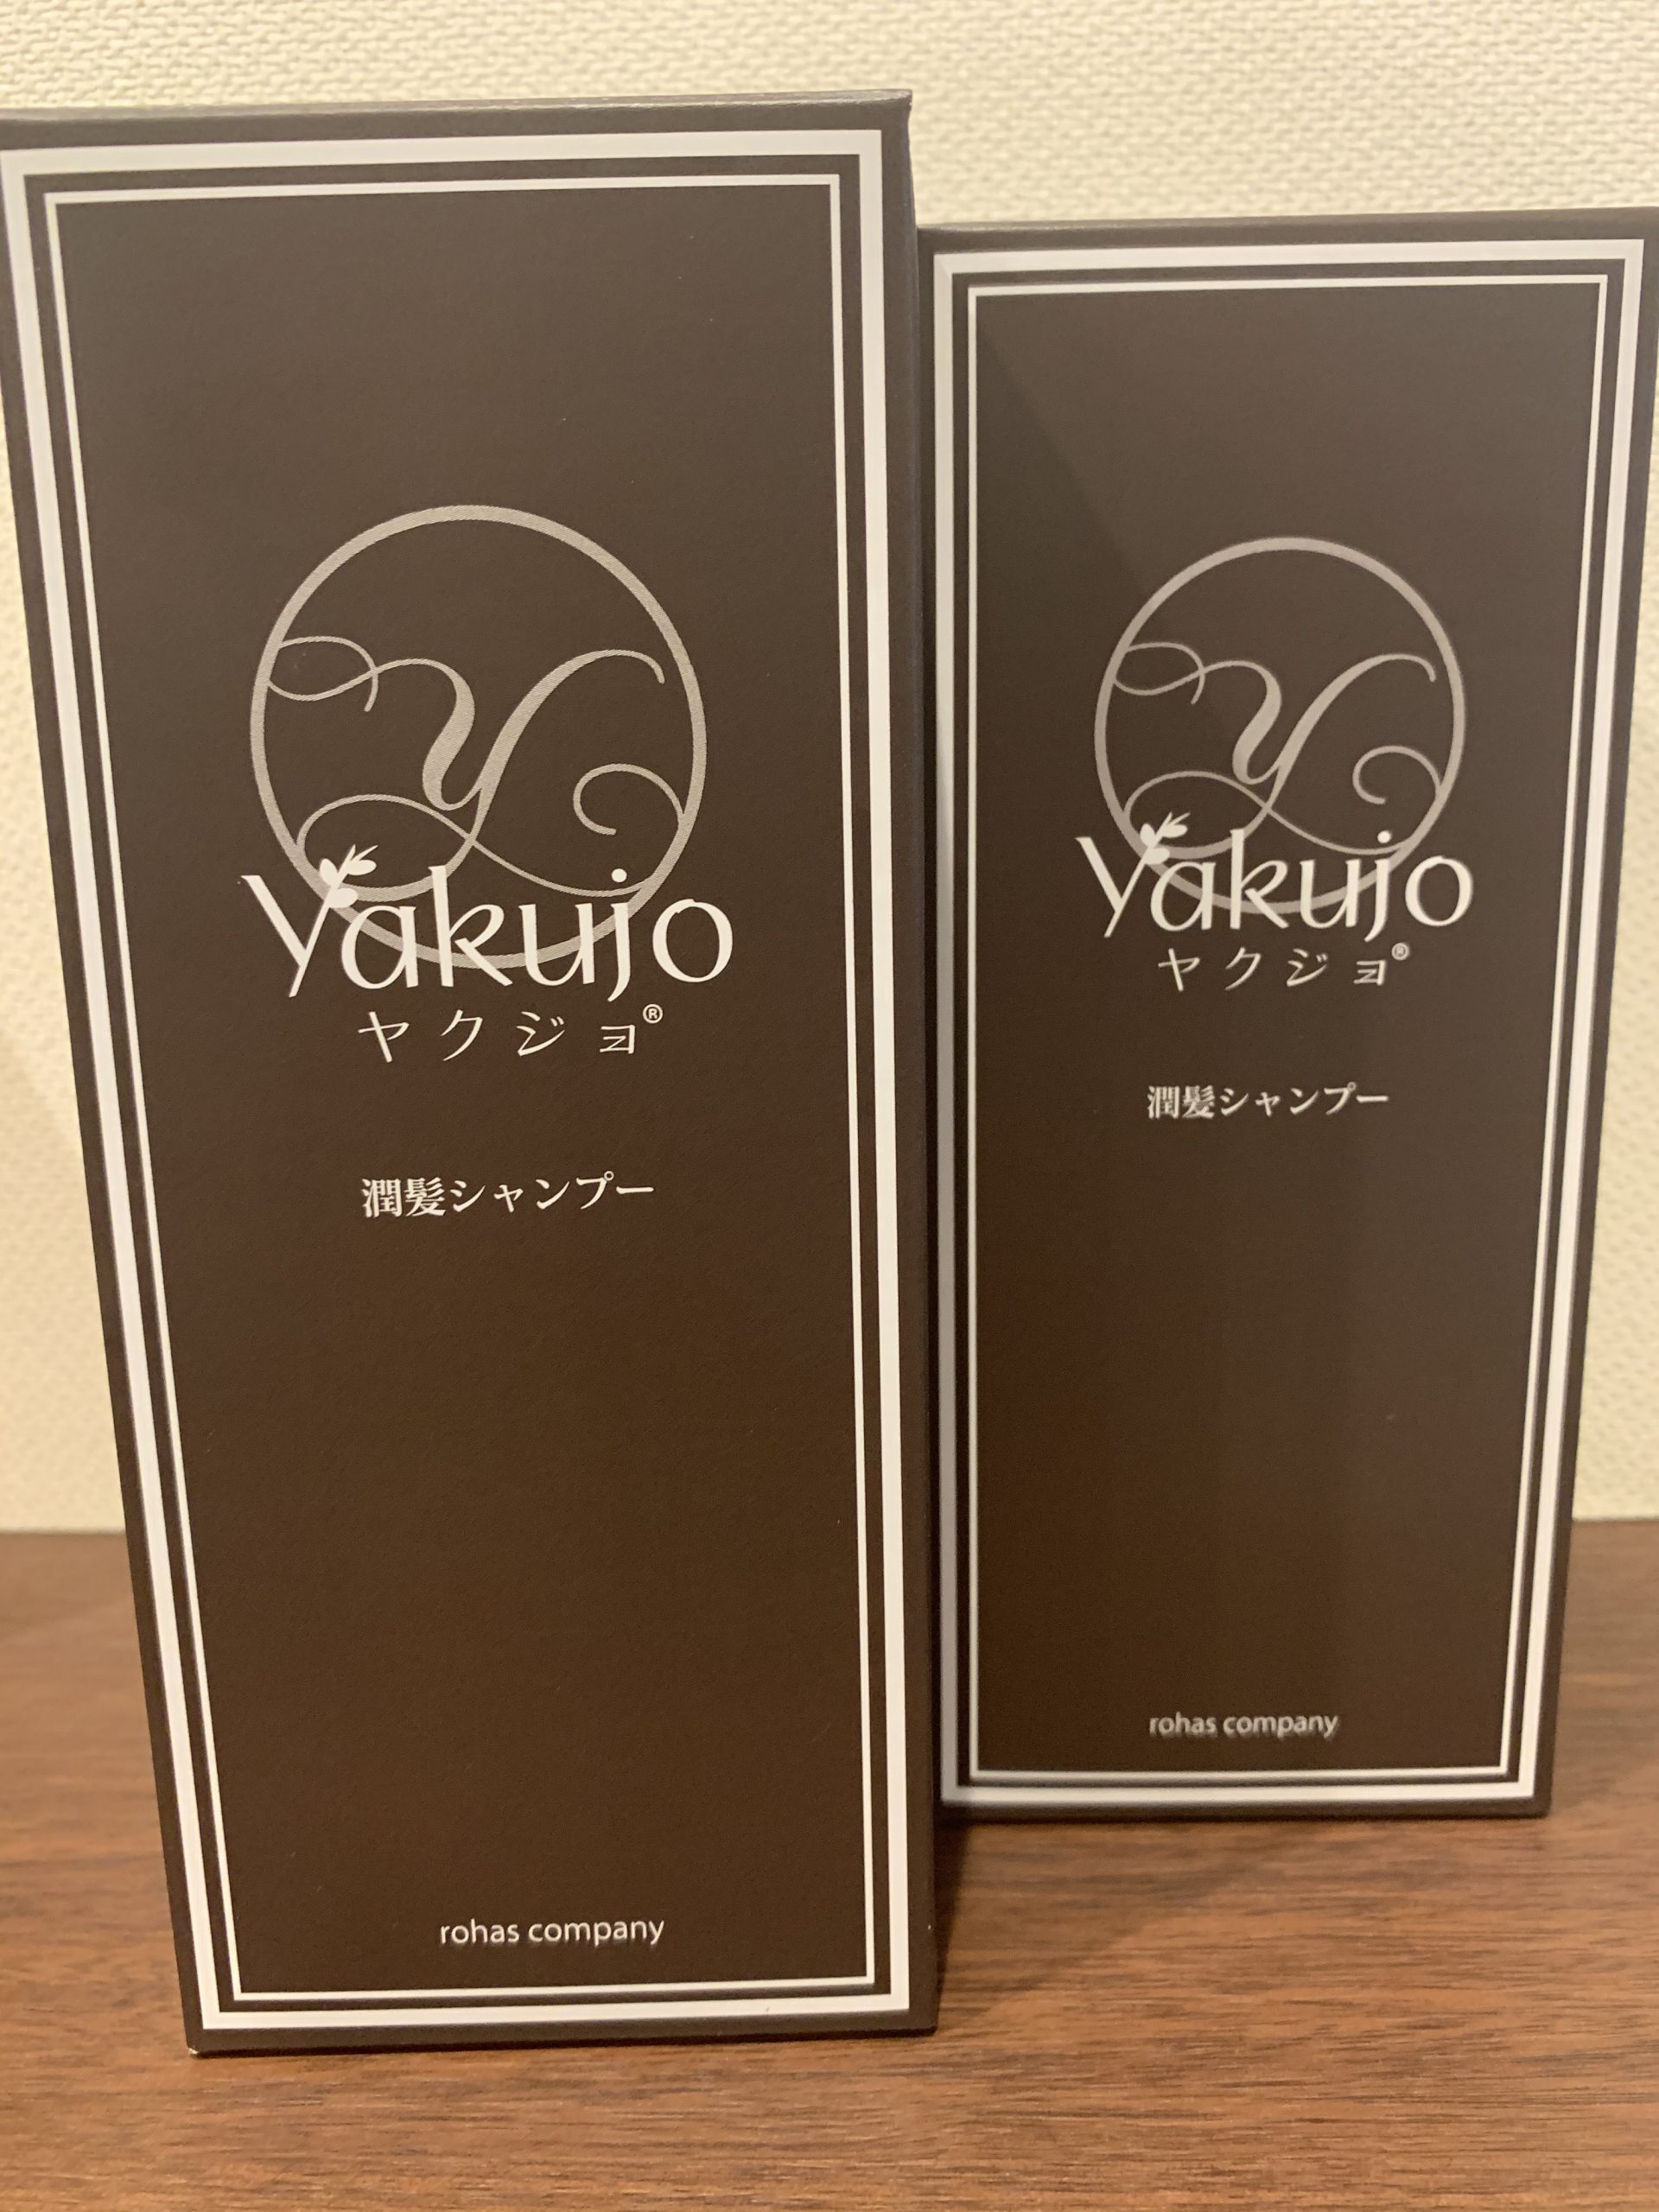 Yakujo
ヤクジョ®
潤髪シャンプー
rohas company
Yakujo
ヤクジョ®
潤髪シャンプー
rohas company